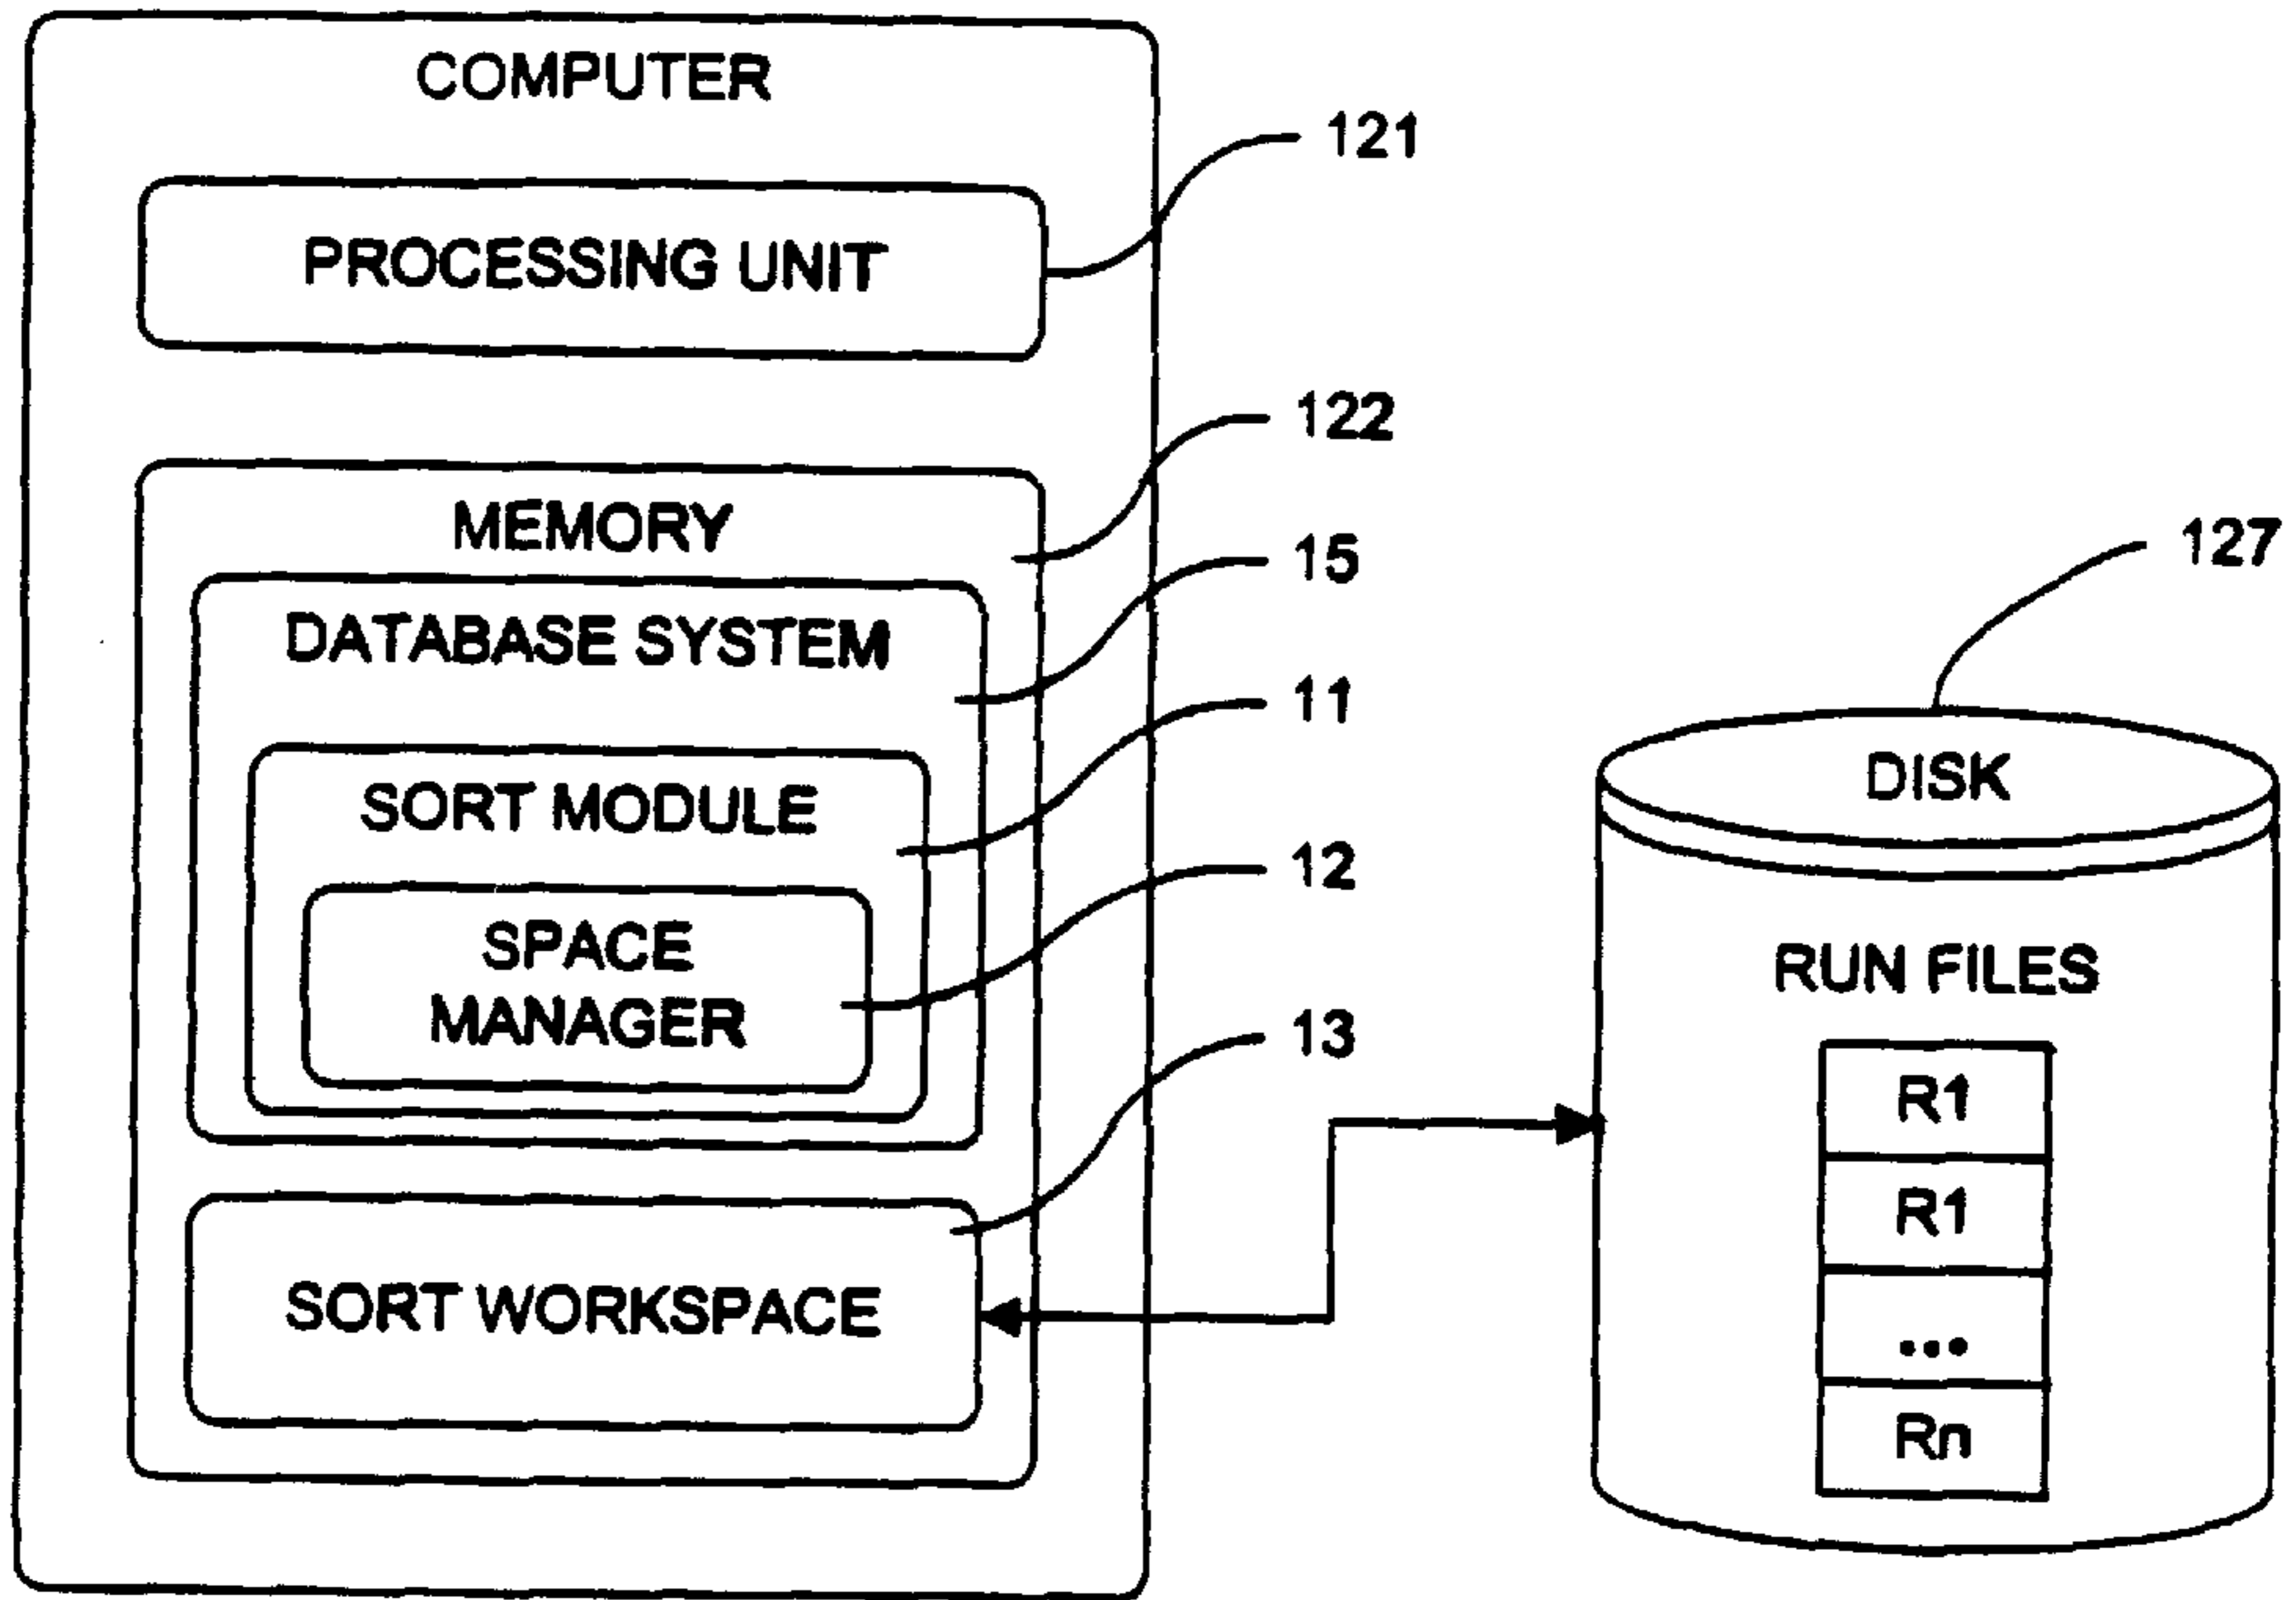 COMPUTER
121
PROCESSING UNIT
122
MEMORY
15
127
DATABASE SYSTEM
11
DISK
SORT MODULE
12
SPACE
MANAGER
RUN FILES
13
R1
R1
SORT WORKSPACE
...
Rn